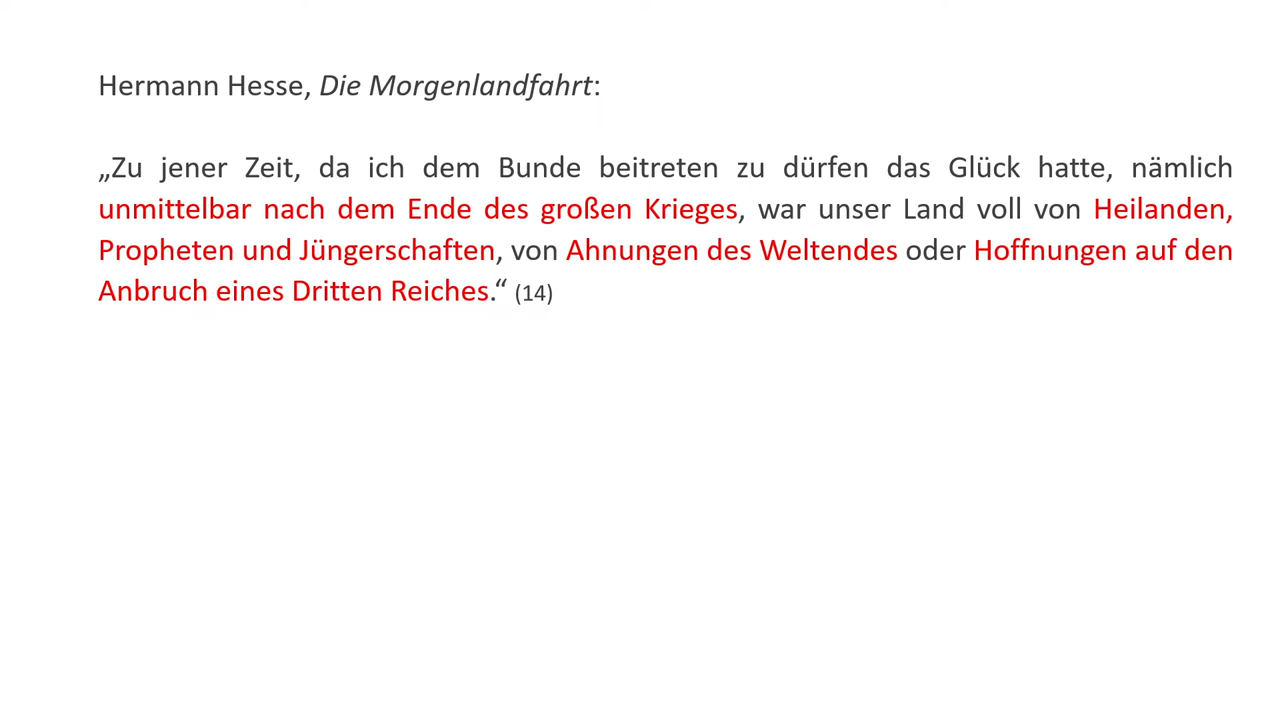 Hermann Hesse, Die Morgenlandfahrt:
„Zu jener Zeit, da ich dem Bunde beitreten zu dürfen das Glück hatte, nämlich
unmittelbar nach dem Ende des großen Krieges, war unser Land voll von Heilanden,
Propheten und Jüngerschaften, von Ahnungen des Weltendes oder Hoffnungen auf den
Anbruch eines Dritten Reiches.“ (14)